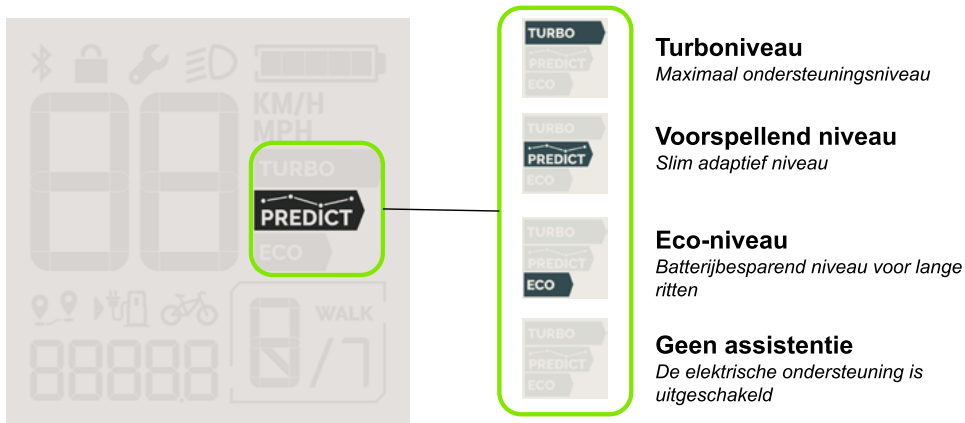 KM/H
MPH
TURBO
PREDICT
ECO
WALK
/7
TURBO
PREDICT
ECO
Turboniveau
Maximaal ondersteuningsniveau
TURBO
PREDICT
ECO
Voorspellend niveau
Slim adaptief niveau
TURBO
PREDICT
ECO
Eco-niveau
Batterijbesparend niveau voor lange
ritten
TURBO
PREDICT
ECO
Geen assistentie
De elektrische ondersteuning is
uitgeschakeld